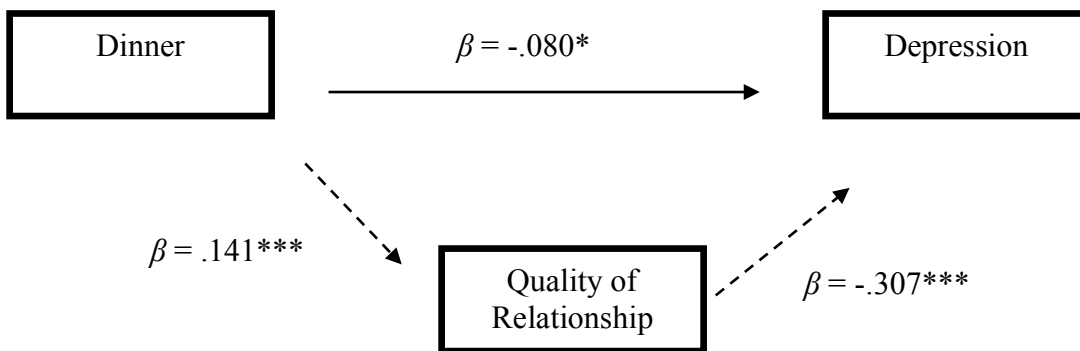 Dinner
β = -.080*
Depression
β = .141***
Quality of
Relationship
β = -.307***